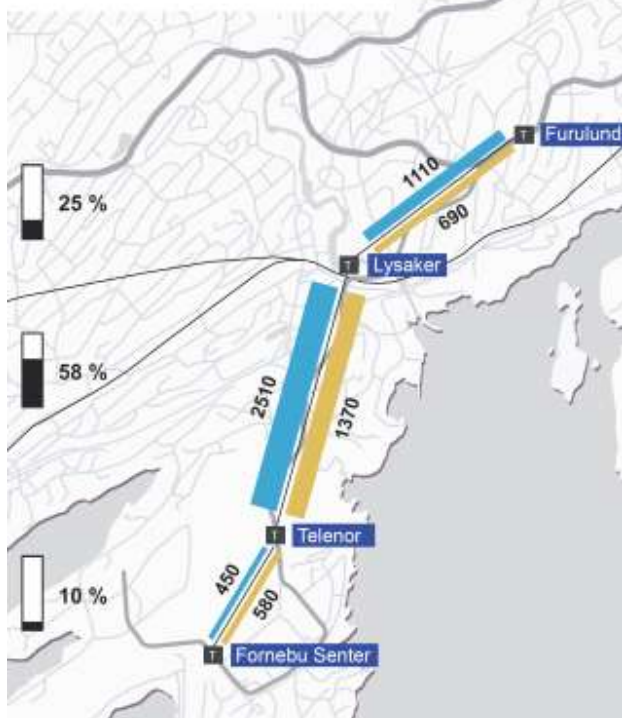 Furulund
1110
690
25 %
Lysaker
58 %
2510
1370
Telenor
10 %
450
580
Fornebu Senter
T
T
T
T